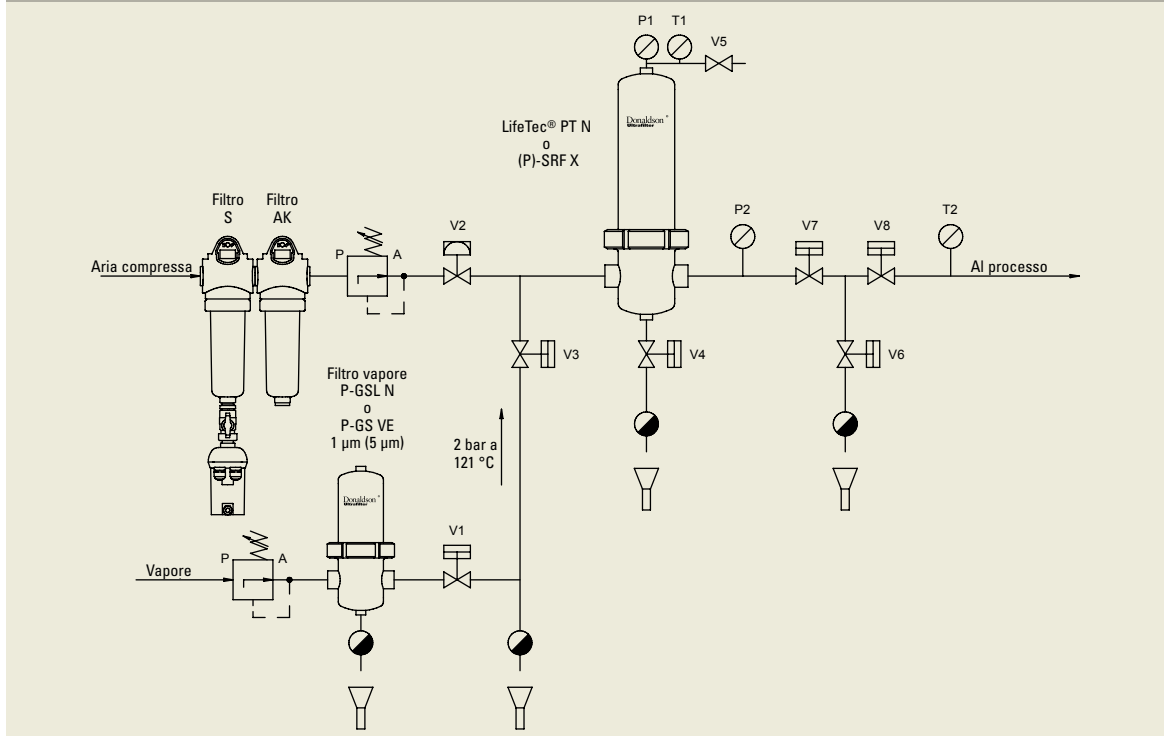 P1
T1
V5
Donaldson
Ultrafilter
LifeTec® PT N
o
(P)-SRF X
Filtro
S
Filtro
AK
V2
P2
V7
V8
T2
P
A
Aria compressa
Al processo
V3
V4
V6
Filtro vapore
P-GSL N
o
P-GS VE
1 µm (5 µm)
2 bar a
121 °C
Donaldson
Ultrafilter
V1
P
A
Vapore